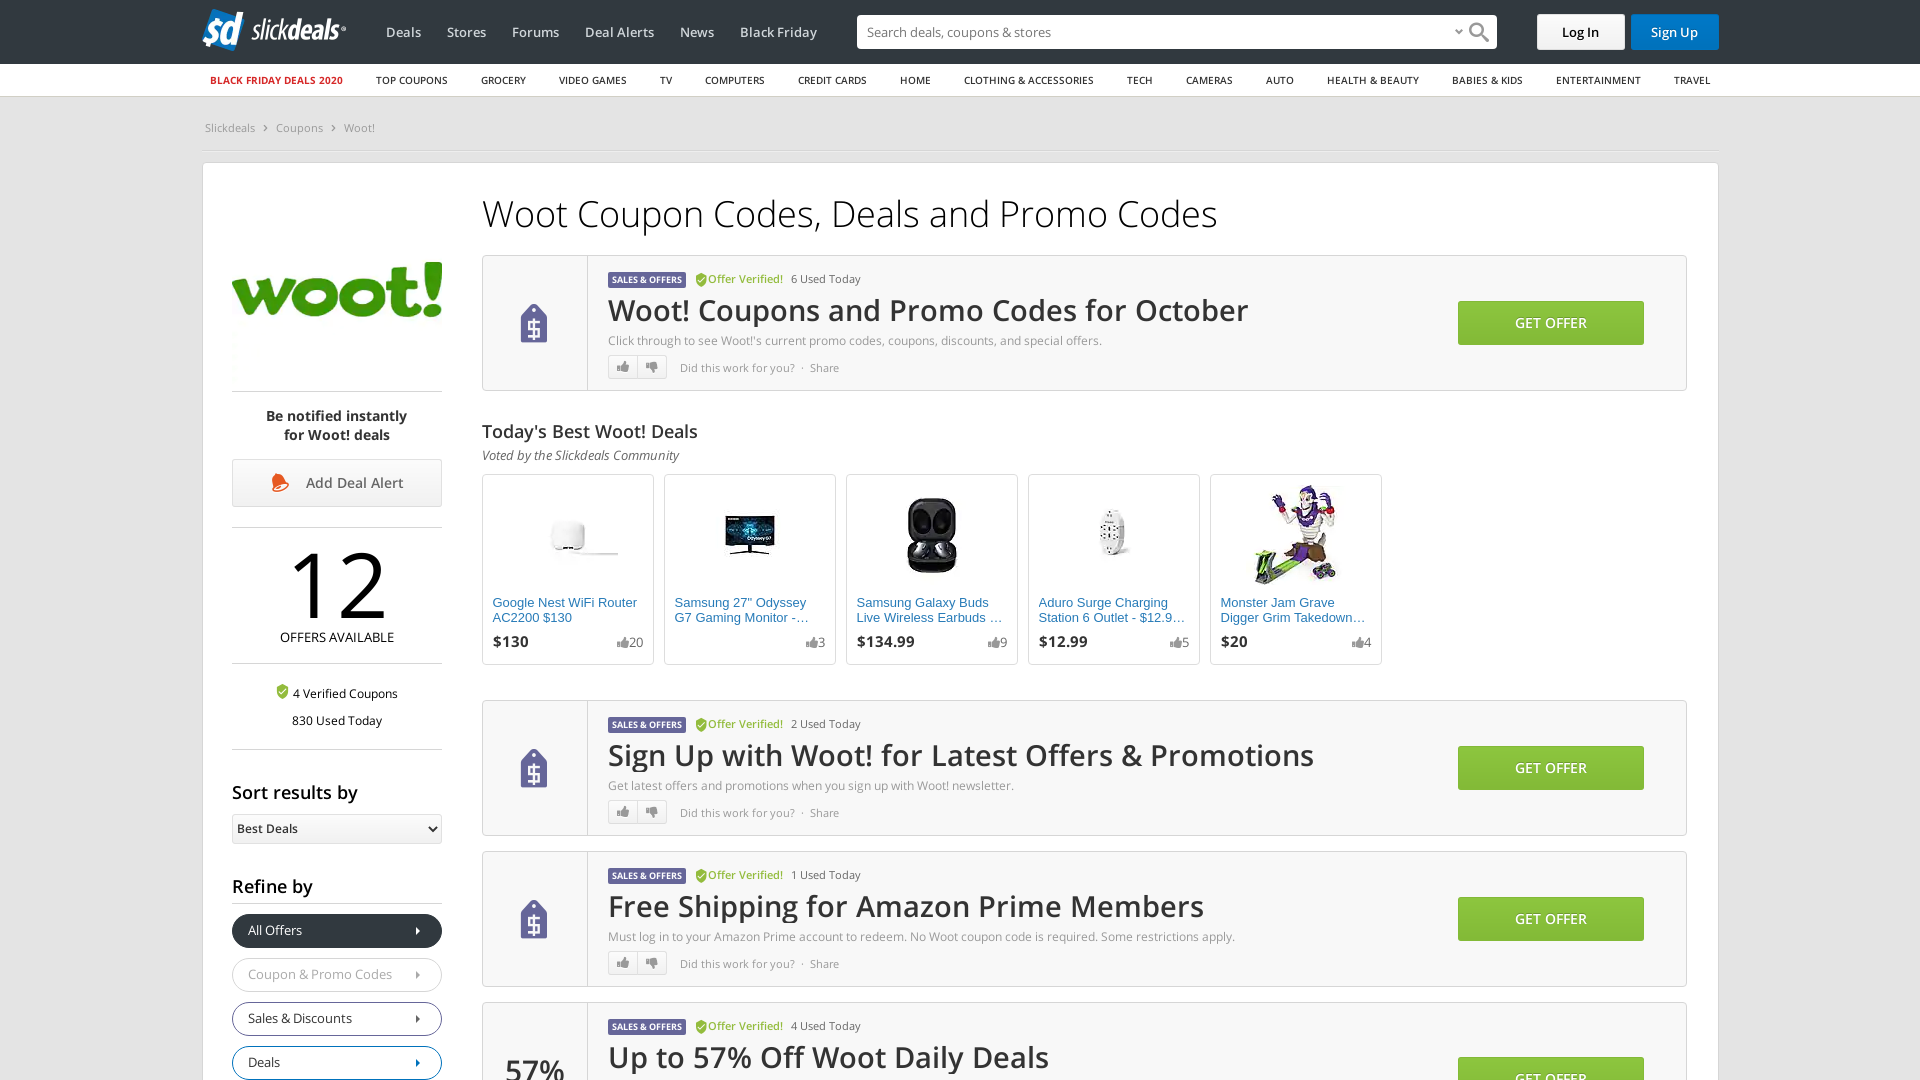 sd slickdeals
Deals
Stores
Forums
Deal Alerts
News
Black Friday
Search deals, coupons & stores
Log In
Sign Up
BLACK FRIDAY DEALS 2020
TOP COUPONS
GROCERY
VIDEO GAMES
TV
COMPUTERS
CREDIT CARDS
HOME
CLOTHING & ACCESSORIES
TECH
CAMERAS
AUTO
HEALTH & BEAUTY
BABIES & KIDS
ENTERTAINMENT
TRAVEL
Slickdeals > Coupons > Woot!
woot!
Be notified instantly
for Woot! deals
Add Deal Alert
12
OFFERS AVAILABLE
4 Verified Coupons
830 Used Today
Sort results by
Best Deals
Refine by
All Offers
Coupon & Promo Codes
Sales & Discounts
Deals
Woot Coupon Codes, Deals and Promo Codes
SALES & OFFERS Offer Verified! 6 Used Today
Woot! Coupons and Promo Codes for October
Click through to see Woot!'s current promo codes, coupons, discounts, and special offers.
Did this work for you? · Share
GET OFFER
Today's Best Woot! Deals
Voted by the Slickdeals Community
Google Nest WiFi Router
AC2200 $130
$130 20
Samsung 27" Odyssey
G7 Gaming Monitor -…
3
Samsung Galaxy Buds
Live Wireless Earbuds …
$134.99 9
Aduro Surge Charging
Station 6 Outlet - $12.9…
$12.99 5
Monster Jam Grave
Digger Grim Takedown…
$20 4
SALES & OFFERS Offer Verified! 2 Used Today
Sign Up with Woot! for Latest Offers & Promotions
Get latest offers and promotions when you sign up with Woot! newsletter.
Did this work for you? · Share
GET OFFER
SALES & OFFERS Offer Verified! 1 Used Today
Free Shipping for Amazon Prime Members
Must log in to your Amazon Prime account to redeem. No Woot coupon code is required. Some restrictions apply.
Did this work for you? · Share
GET OFFER
57%
SALES & OFFERS Offer Verified! 4 Used Today
Up to 57% Off Woot Daily Deals
GET OFFER